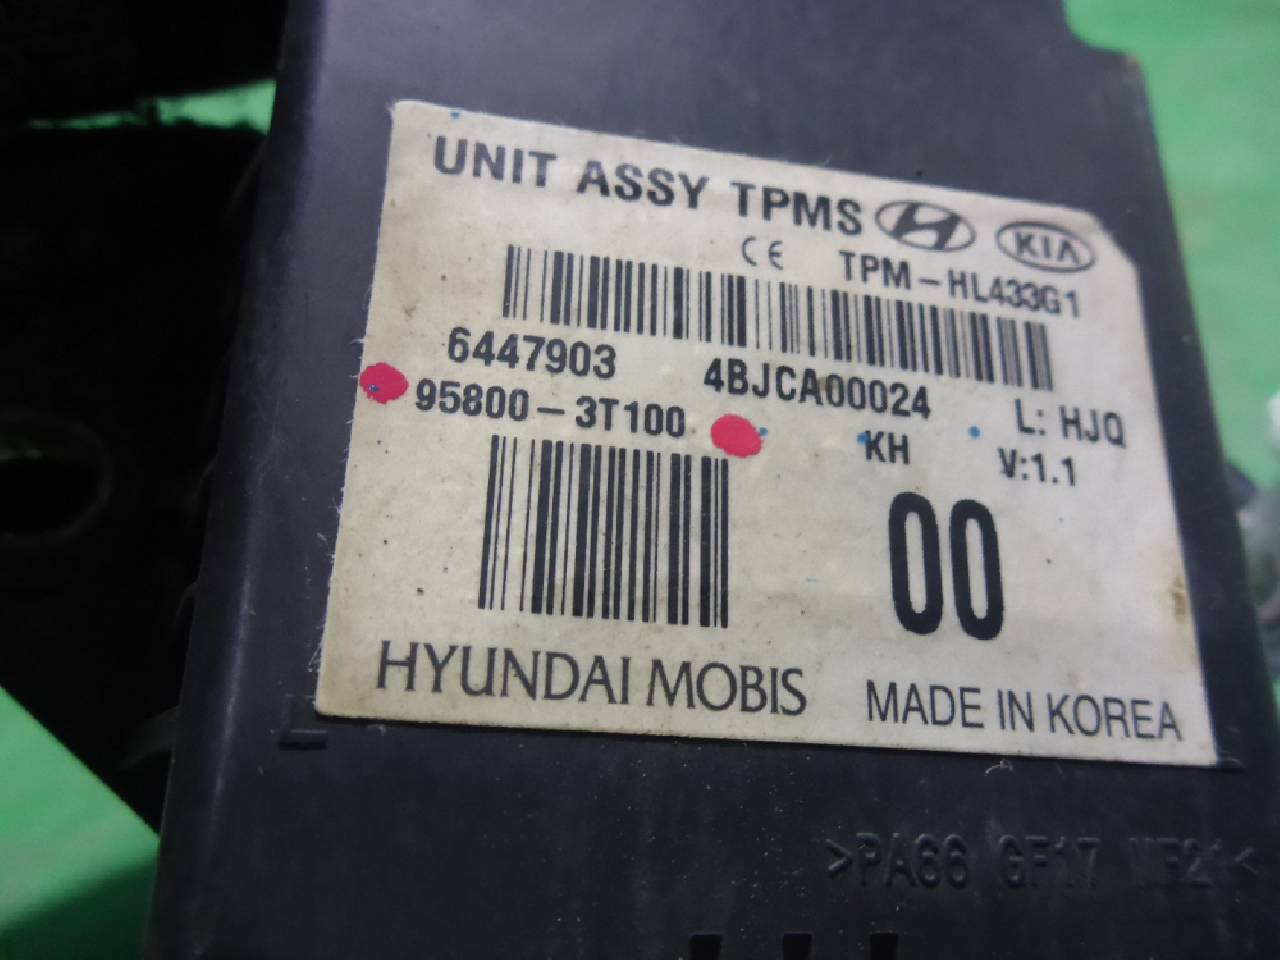 UNIT ASSY TPMS H KIA
CE TPM-HL433G1
6447903 4BJCA00024 L: HJQ
95800-3T100 KH V:1.1
00
HYUNDAI MOBIS MADE IN KOREA
>PA66 GF17 MF21<